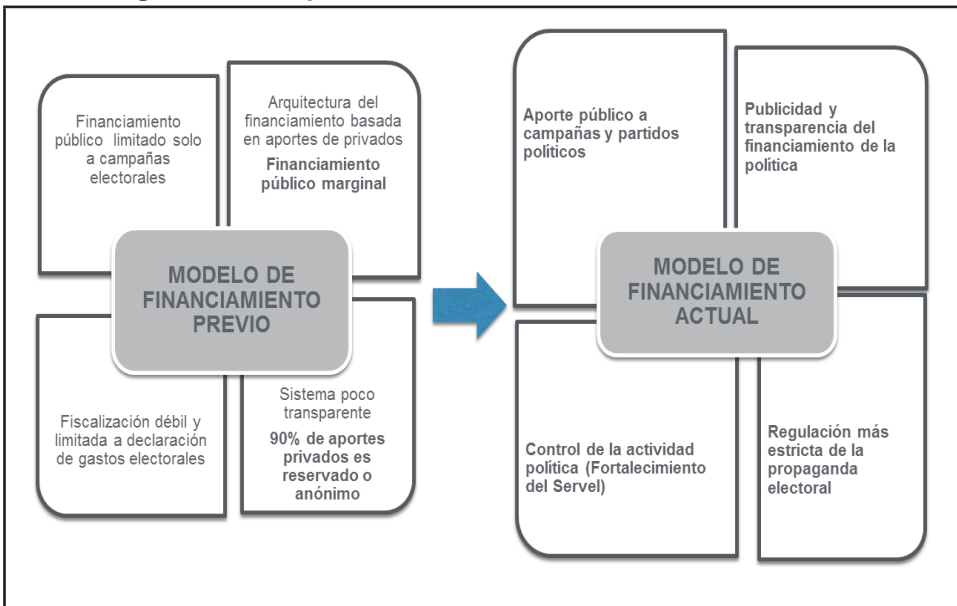 Financiamiento
público limitado solo
a campañas
electorales
Arquitectura del
financiamiento basada
en aportes de privados
Financiamiento
público marginal
MODELO DE
FINANCIAMIENTO
PREVIO
Fiscalización débil y
limitada a declaración
de gastos electorales
Sistema poco
transparente
90% de aportes
privados es
reservado o
anónimo
Aporte público a
campañas y partidos
políticos
Publicidad y
transparencia del
financiamiento de la
política
MODELO DE
FINANCIAMIENTO
ACTUAL
Control de la actividad
política (Fortalecimiento
del Servel)
Regulación más
estricta de la
propaganda
electoral